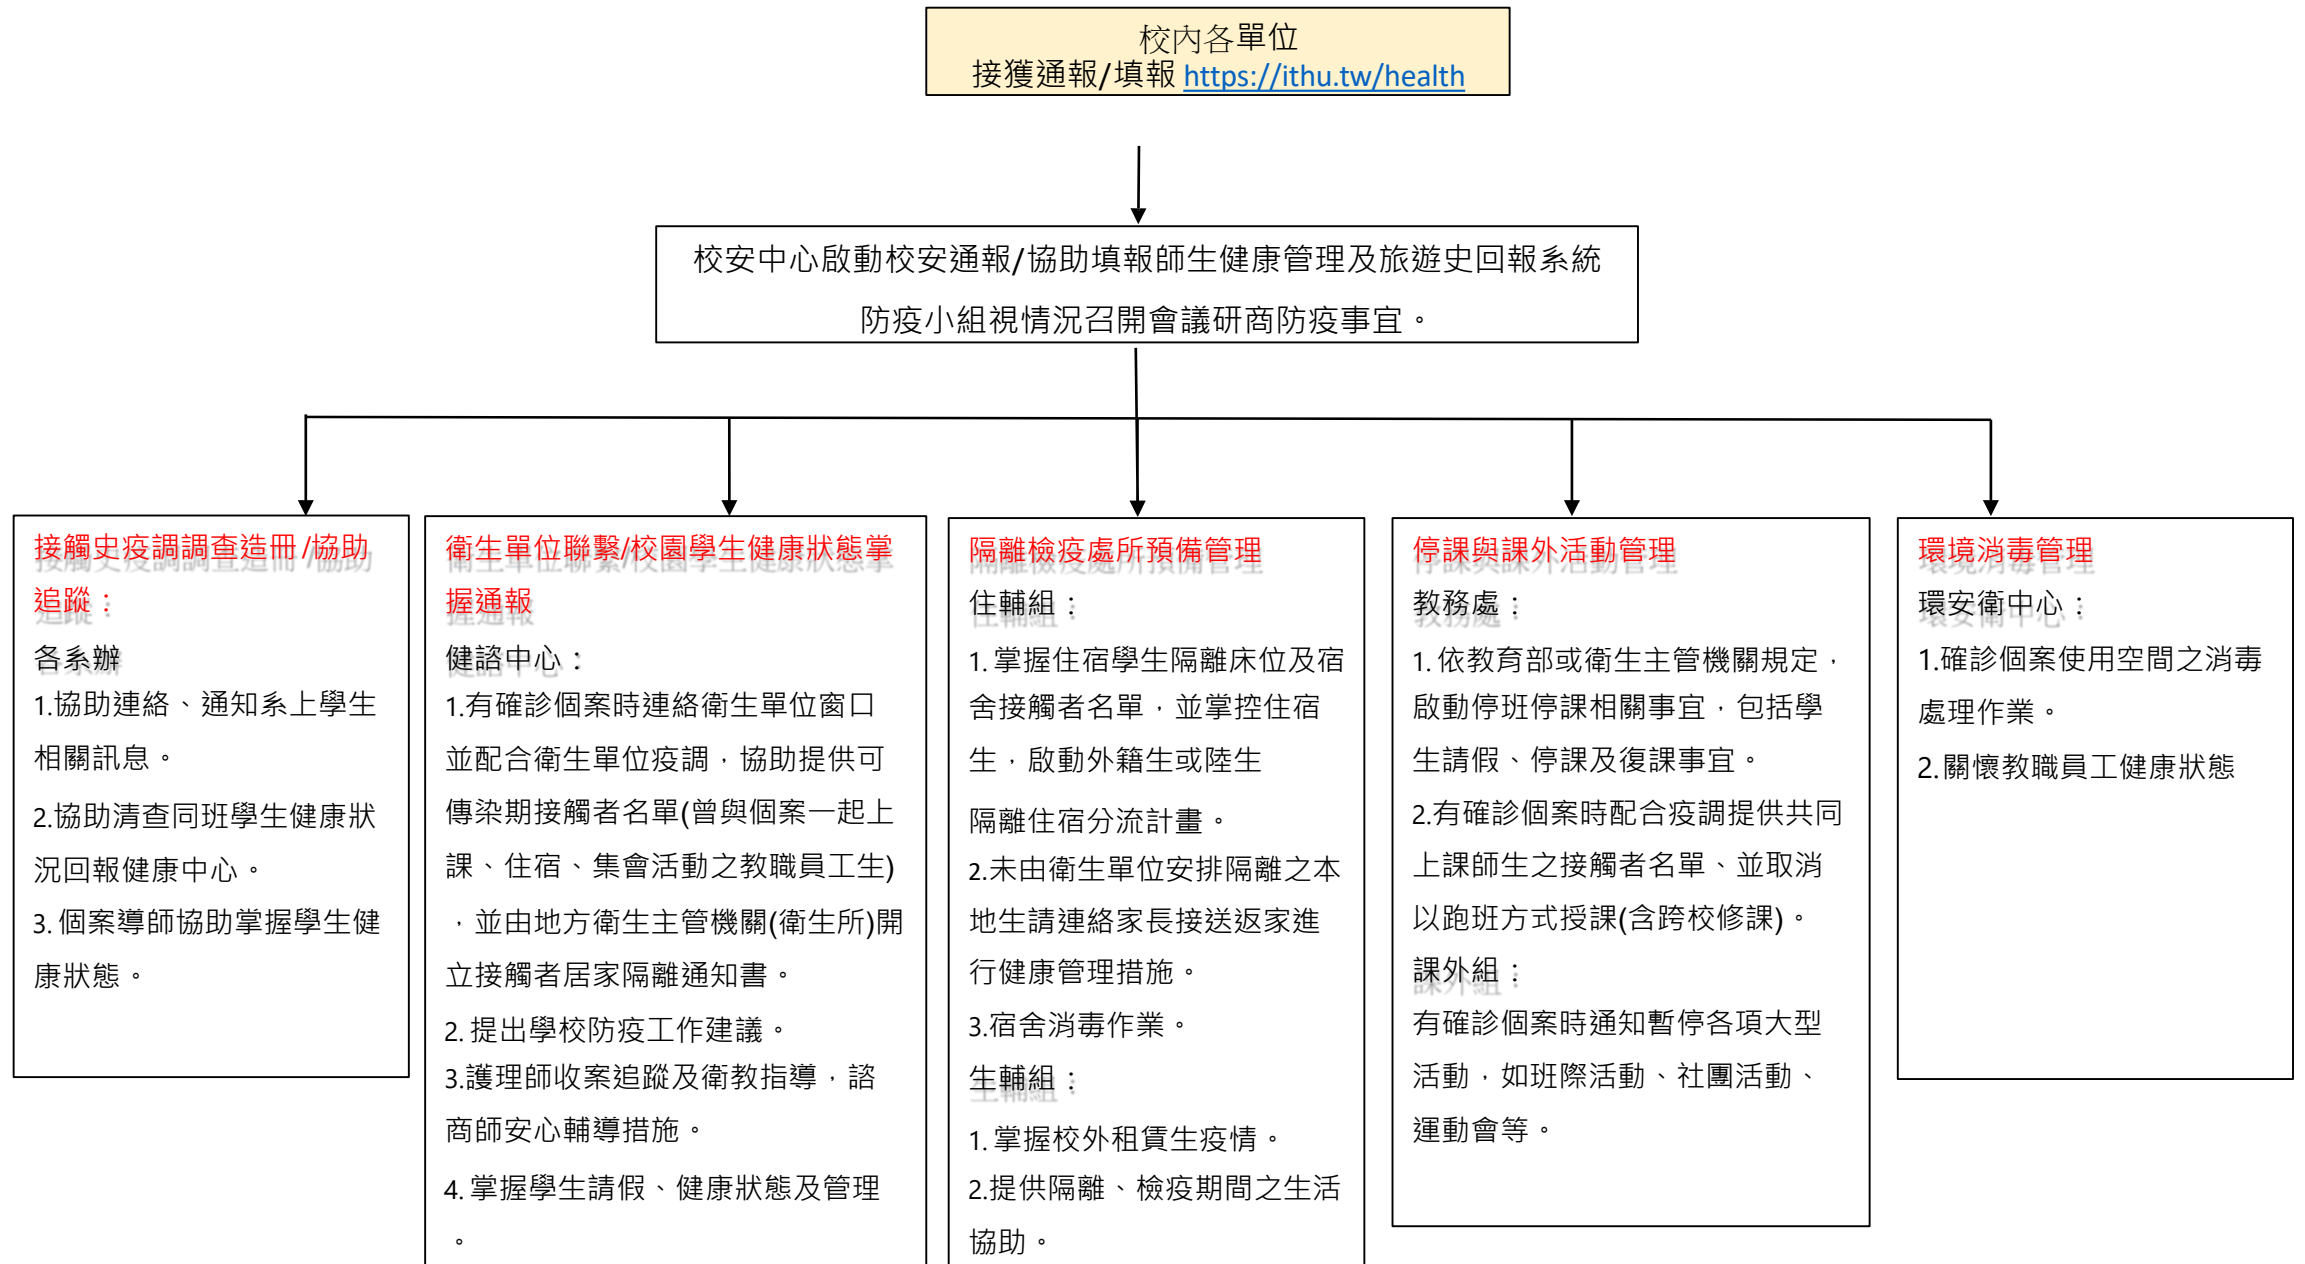 校內各單位
接獲通報/填報 https://ithu.tw/health
校安中心啟動校安通報/協助填報師生健康管理及旅遊史回報系統
防疫小組視情況召開會議研商防疫事宜。
接觸史疫調調查造冊/協助
追蹤：
各系辦
1.協助連絡、通知系上學生
相關訊息。
2.協助清查同班學生健康狀
況回報健康中心。
3.個案導師協助掌握學生健
康狀態。
衛生單位聯繫/校園學生健康狀態掌
握通報
健諮中心：
1.有確診個案時連絡衛生單位窗口
並配合衛生單位疫調，協助提供可
傳染期接觸者名單(曾與個案一起上
課、住宿、集會活動之教職員工生)
，並由地方衛生主管機關(衛生所)開
立接觸者居家隔離通知書。
2.提出學校防疫工作建議。
3.護理師收案追蹤及衛教指導，諮
商師安心輔導措施。
4.掌握學生請假、健康狀態及管理
。
隔離檢疫處所預備管理
住輔組：
1.掌握住宿學生隔離床位及宿
舍接觸者名單，並掌控住宿
生，啟動外籍生或陸生
隔離住宿分流計畫。
2.未由衛生單位安排隔離之本
地生請連絡家長接送返家進
行健康管理措施。
3.宿舍消毒作業。
生輔組：
1.掌握校外租賃生疫情。
2.提供隔離、檢疫期間之生活
協助。
停課與課外活動管理
教務處：
1.依教育部或衛生主管機關規定，
啟動停班停課相關事宜，包括學
生請假、停課及復課事宜。
2.有確診個案時配合疫調提供共同
上課師生之接觸者名單、並取消
以跑班方式授課(含跨校修課)。
課外組：
有確診個案時通知暫停各項大型
活動，如班際活動、社團活動、
運動會等。
環境消毒管理
環安衛中心：
1.確診個案使用空間之消毒
處理作業。
2.關懷教職員工健康狀態